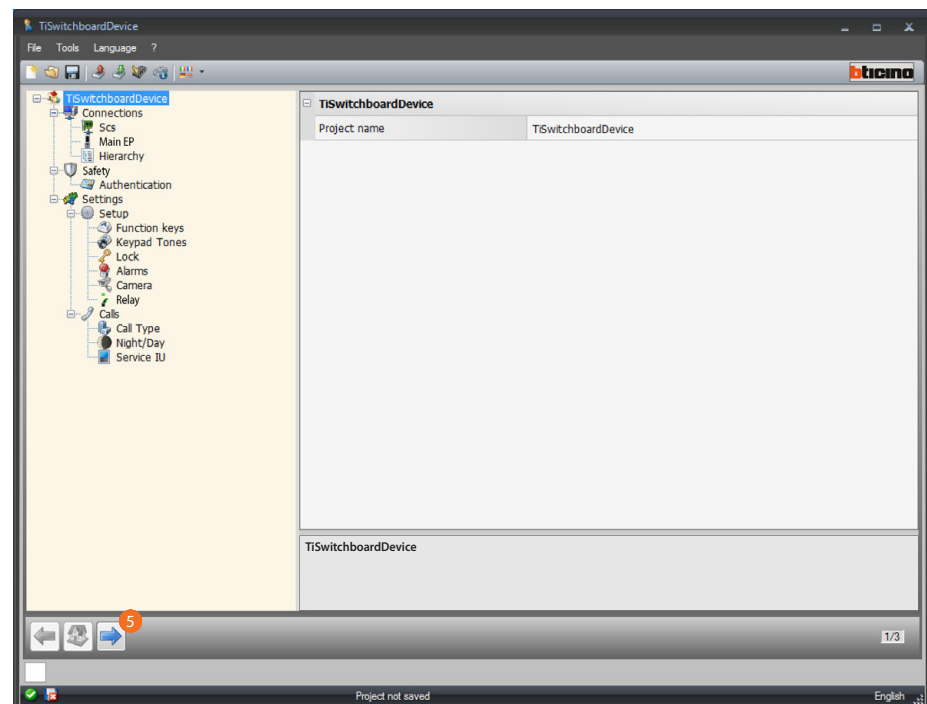 TiSwitchboardDevice
File Tools Language ?
bticino
TiSwitchboardDevice
Connections
Scs
Main EP
Hierarchy
Safety
Authentication
Settings
Setup
Function keys
Keypad Tones
Lock
Alarms
Camera
Relay
Calls
Call Type
Night/Day
Service IU
TiSwitchboardDevice
Project name TiSwitchboardDevice
TiSwitchboardDevice
5
1/3
Project not saved English